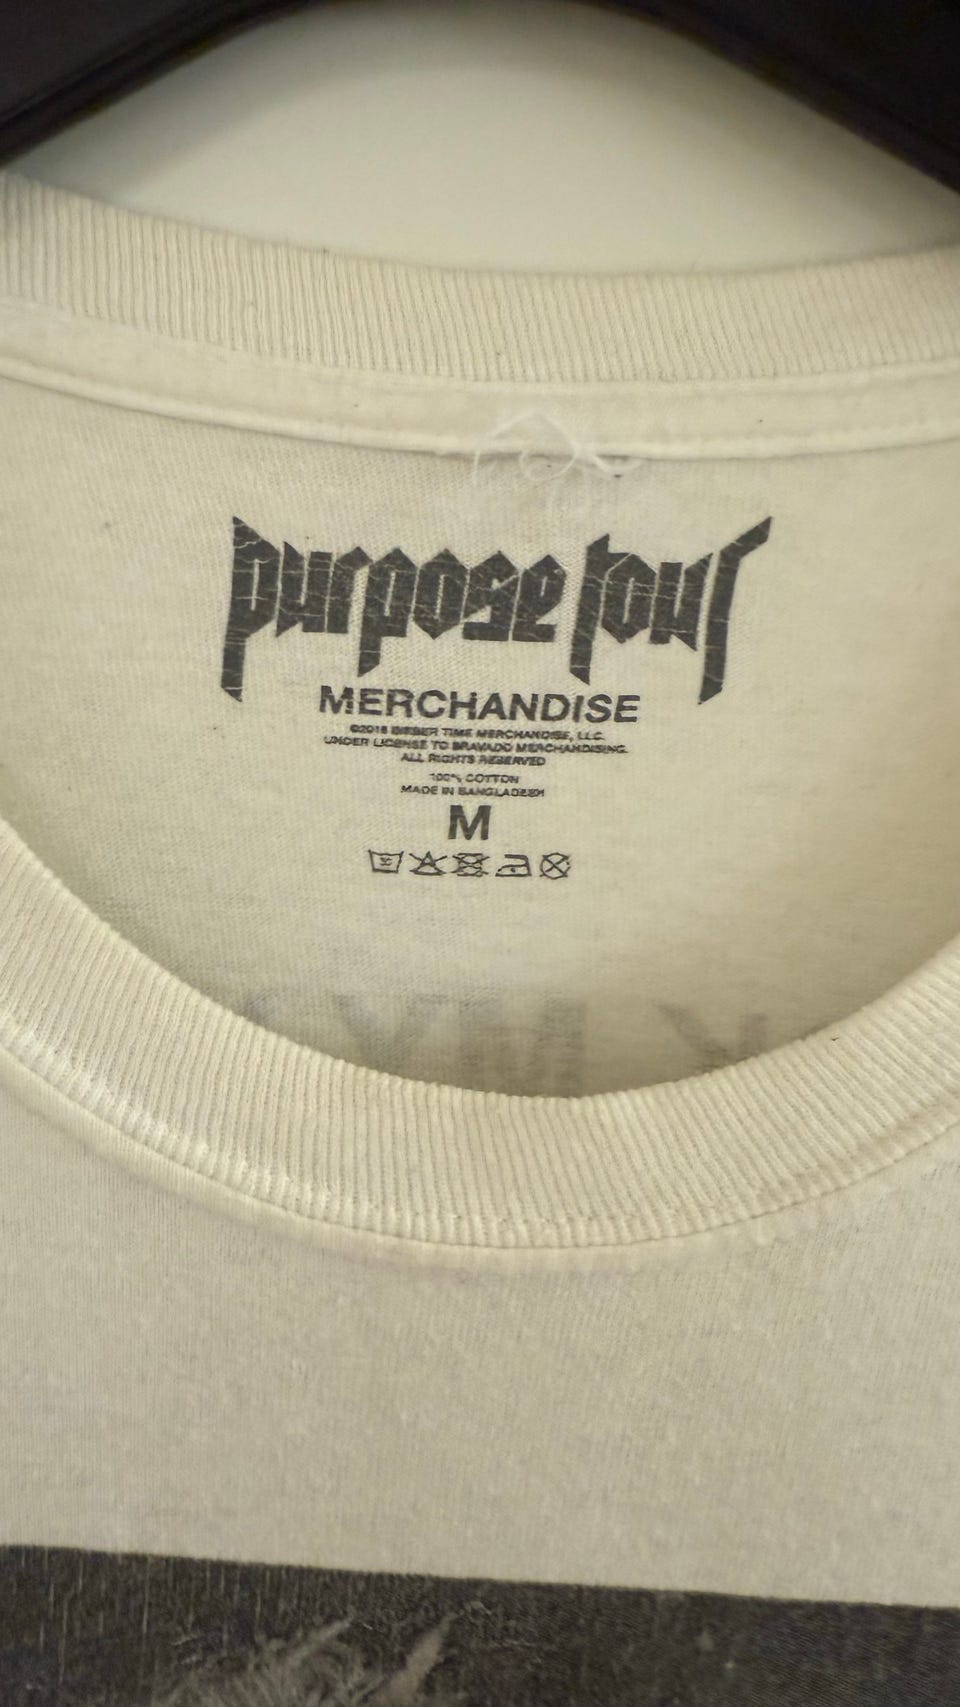 purpose tour
MERCHANDISE
©2016 BIEBER TIME MERCHANDISE, LLC.
UNDER LICENSE TO BRAVADO MERCHANDISING.
ALL RIGHTS RESERVED
100% COTTON
MADE IN BANGLADESH
M